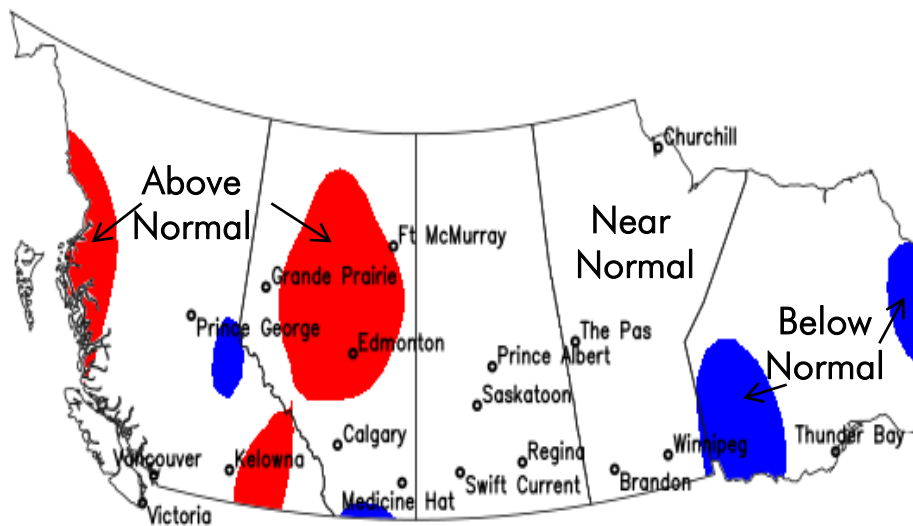 Churchill
Above
Normal
Near
Normal
Ft McMurray
Grande Prairie
Prince George
Edmonton
The Pas
Below
Normal
Prince Albert
Saskatoon
Calgary
Vancouver
Kelowna
Regina
Winnipeg
Thunder Bay
Medicine Hat
Swift Current
Brandon
Victoria